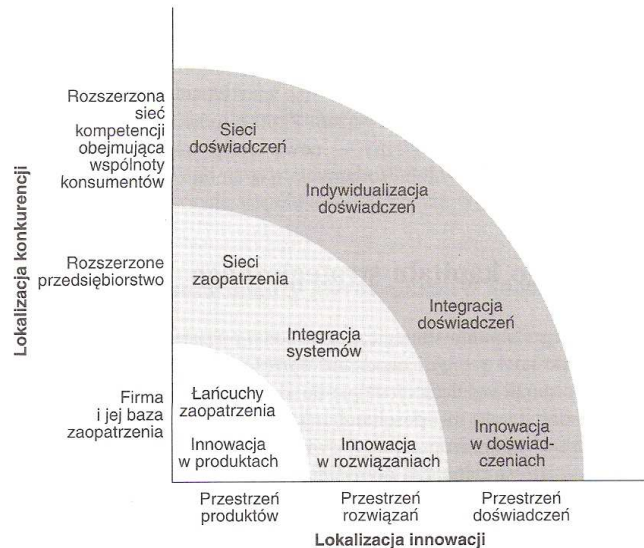 Lokalizacja konkurencji
Rozszerzona
sieć
kompetencji
obejmująca
wspólnoty
konsumentów
Rozszerzone
przedsiębiorstwo
Firma
i jej baza
zaopatrzenia
Sieci
doświadczeń
Indywidualizacja
doświadczeń
Sieci
zaopatrzenia
Integracja
doświadczeń
Integracja
systemów
Łańcuchy
zaopatrzenia
Innowacja
w produktach
Innowacja
w rozwiązaniach
Innowacja
w doświad-
czeniach
Przestrzeń
produktów
Przestrzeń
rozwiązań
Przestrzeń
doświadczeń
Lokalizacja innowacji